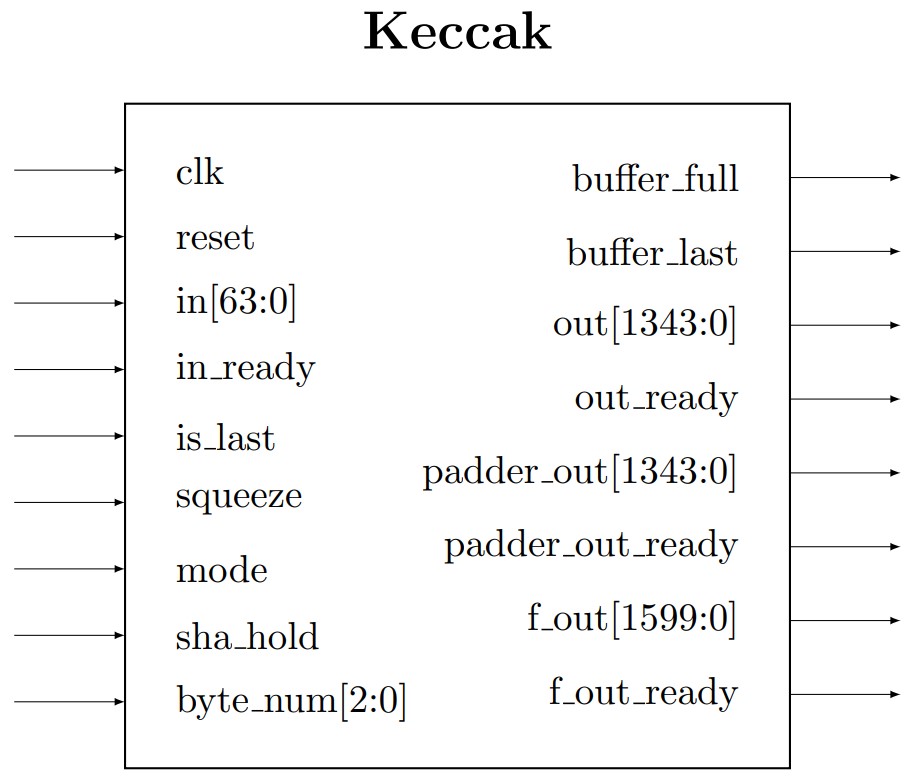 Keccak
clk
reset
in[63:0]
in_ready
is_last
squeeze
mode
sha_hold
byte_num[2:0]
buffer_full
buffer_last
out[1343:0]
out_ready
padder_out[1343:0]
padder_out_ready
f_out[1599:0]
f_out_ready